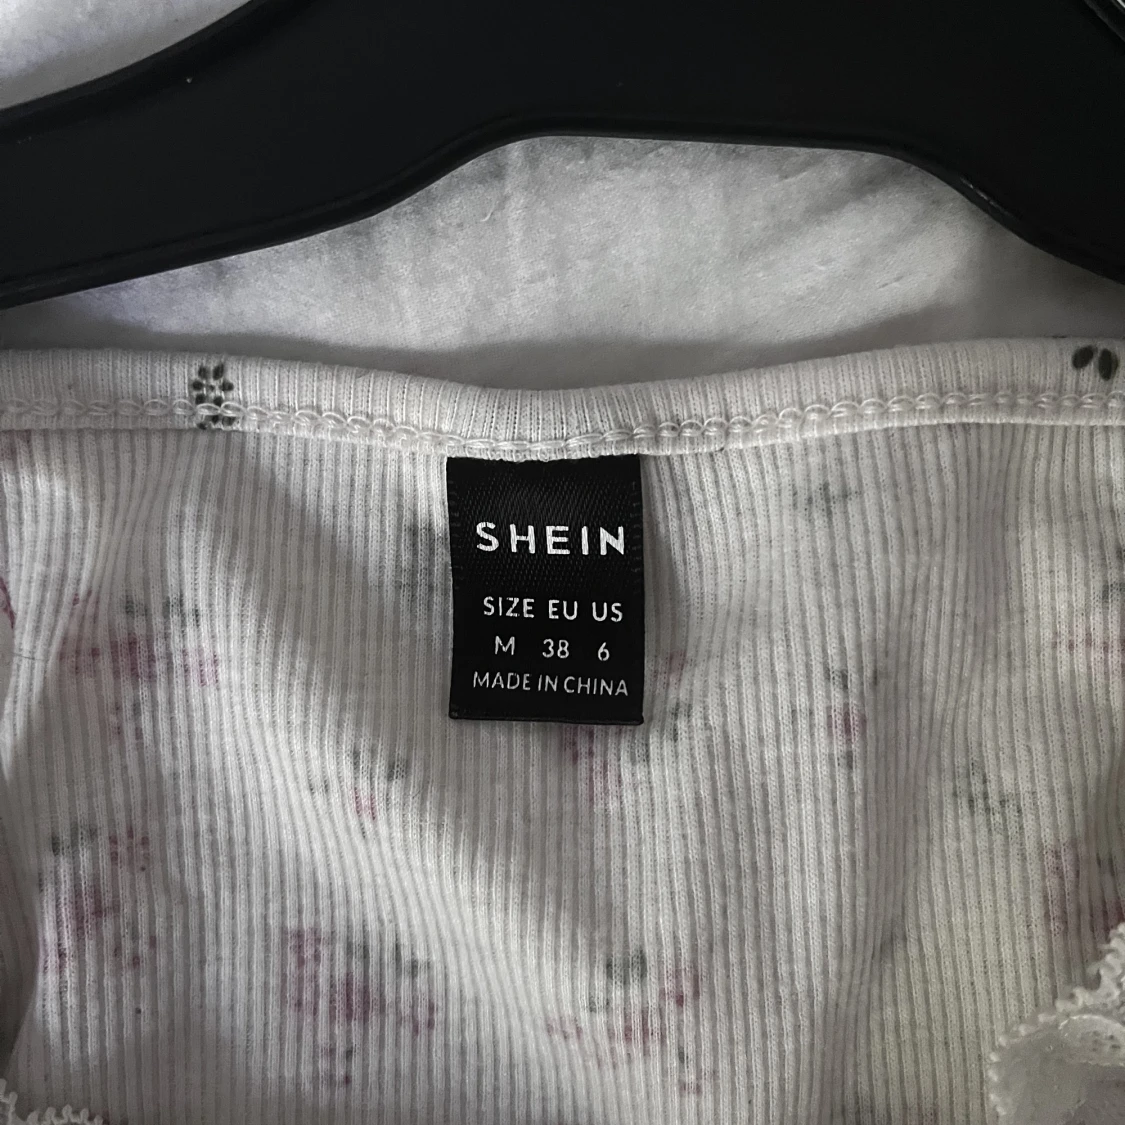 SHEIN
SIZE EU US
M 38 6
MADE IN CHINA